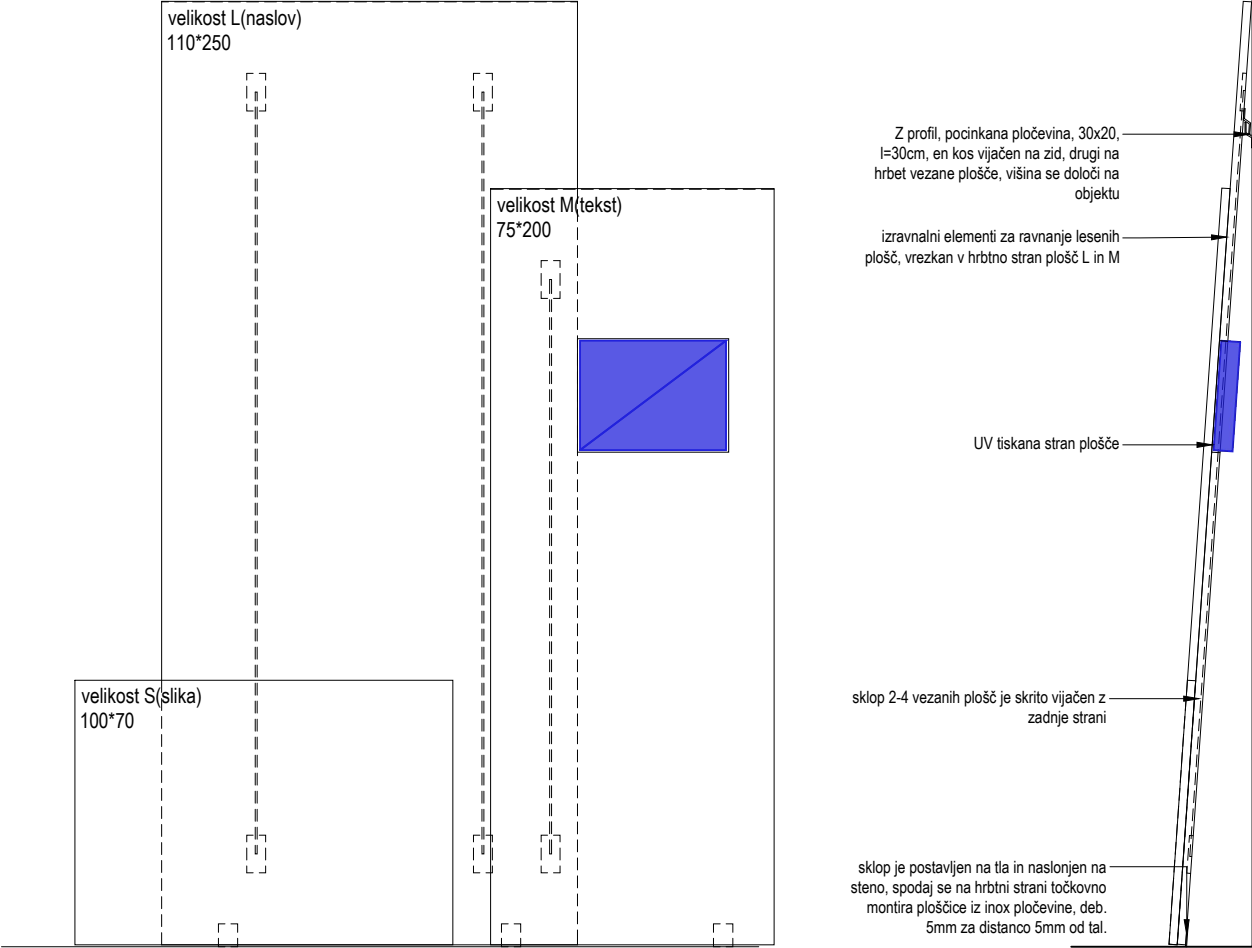 velikost L(naslov)
110*250
velikost M(tekst)
75*200
velikost S(slika)
100*70
Z profil, pocinkana pločevina, 30x20,
l=30cm, en kos vijačen na zid, drugi na
hrbet vezane plošče, višina se določi na
objektu
izravnalni elementi za ravnanje lesenih
plošč, vrezkan v hrbtno stran plošč L in M
UV tiskana stran plošče
sklop 2-4 vezanih plošč je skrito vijačen z
zadnje strani
sklop je postavljen na tla in naslonjen na
steno, spodaj se na hrbtni strani točkovno
montira ploščice iz inox pločevine, deb.
5mm za distanco 5mm od tal.